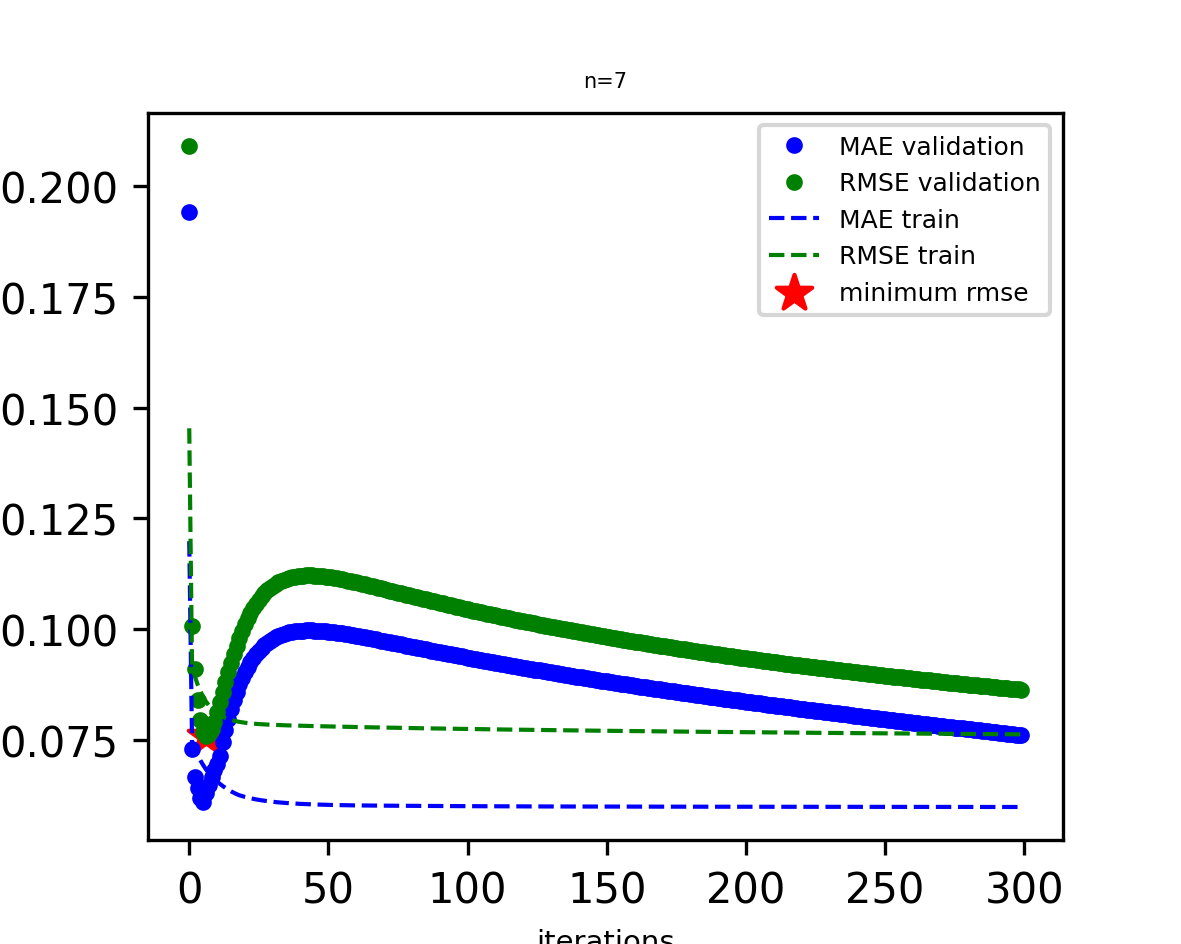 n=7
0.200
0.175
0.150
0.125
0.100
0.075
0
50
100
150
200
250
300
iterations
MAE validation
RMSE validation
MAE train
RMSE train
minimum rmse